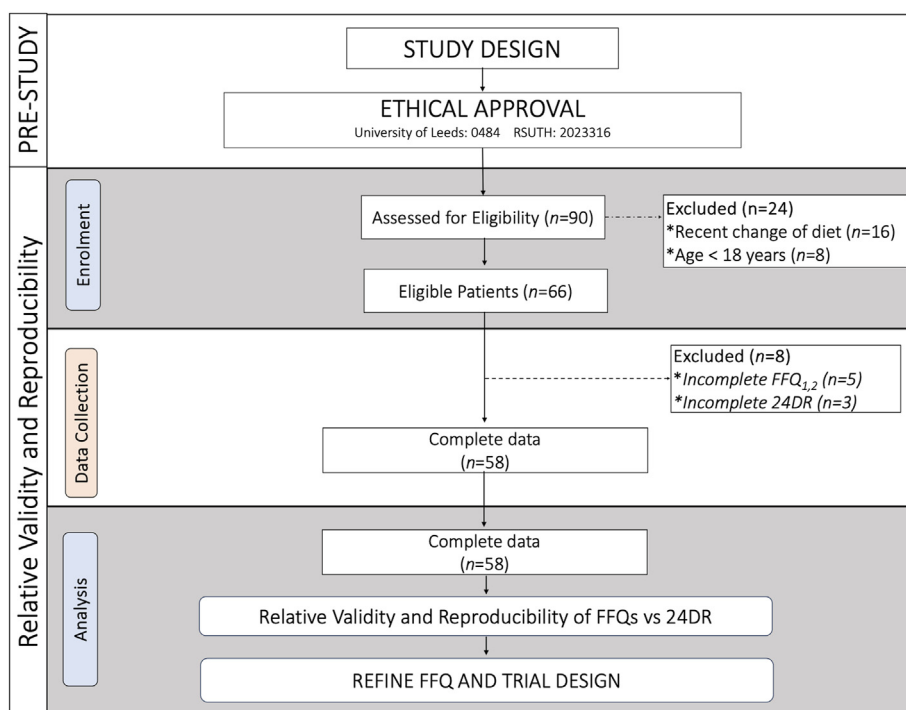 PRE-STUDY
STUDY DESIGN
ETHICAL APPROVAL
University of Leeds: 0484 RSUTH: 2023316
Relative Validity and Reproducibility
Enrolment
Assessed for Eligibility (n=90)
Excluded (n=24)
*Recent change of diet (n=16)
*Age < 18 years (n=8)
Eligible Patients (n=66)
Data Collection
Excluded (n=8)
*Incomplete FFQ1,2 (n=5)
*Incomplete 24DR (n=3)
Complete data
(n=58)
Analysis
Complete data
(n=58)
Relative Validity and Reproducibility of FFQs vs 24DR
REFINE FFQ AND TRIAL DESIGN